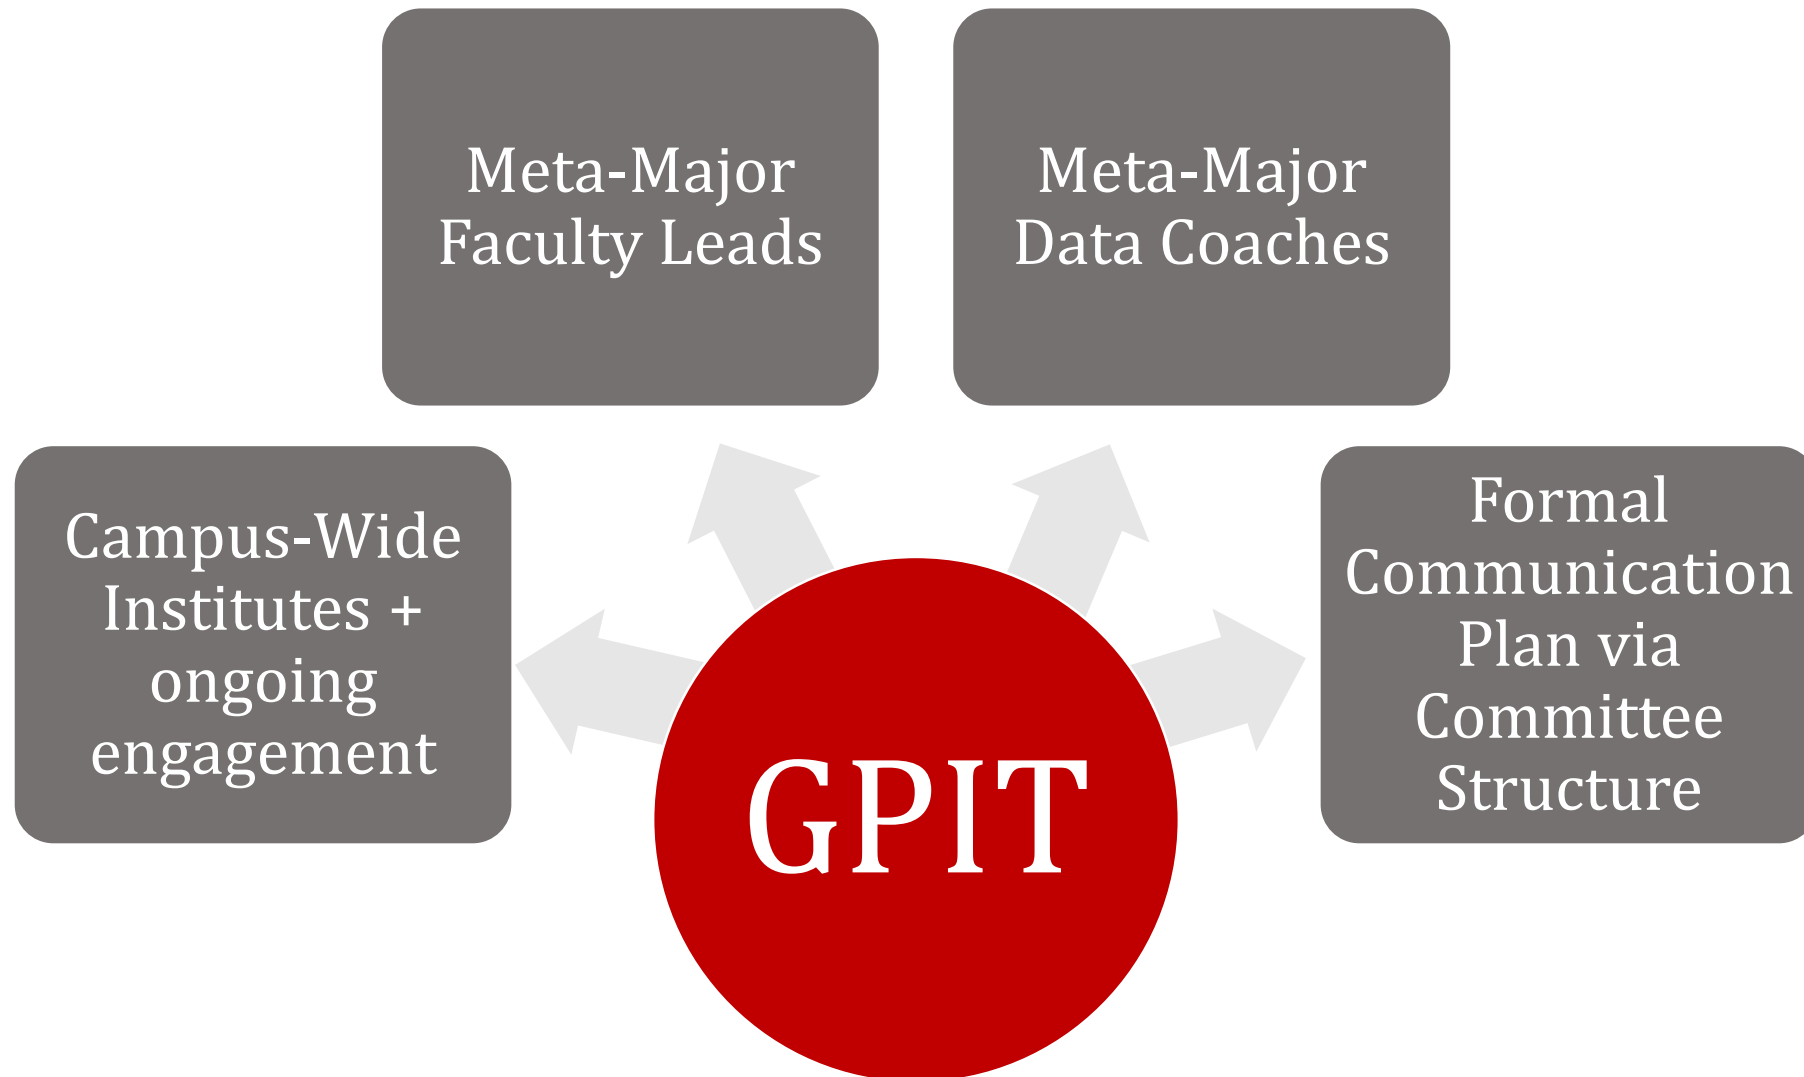 Meta-Major
Faculty Leads
Meta-Major
Data Coaches
Campus-Wide
Institutes +
ongoing
engagement
Formal
Communication
Plan via
Committee
Structure
GPIT